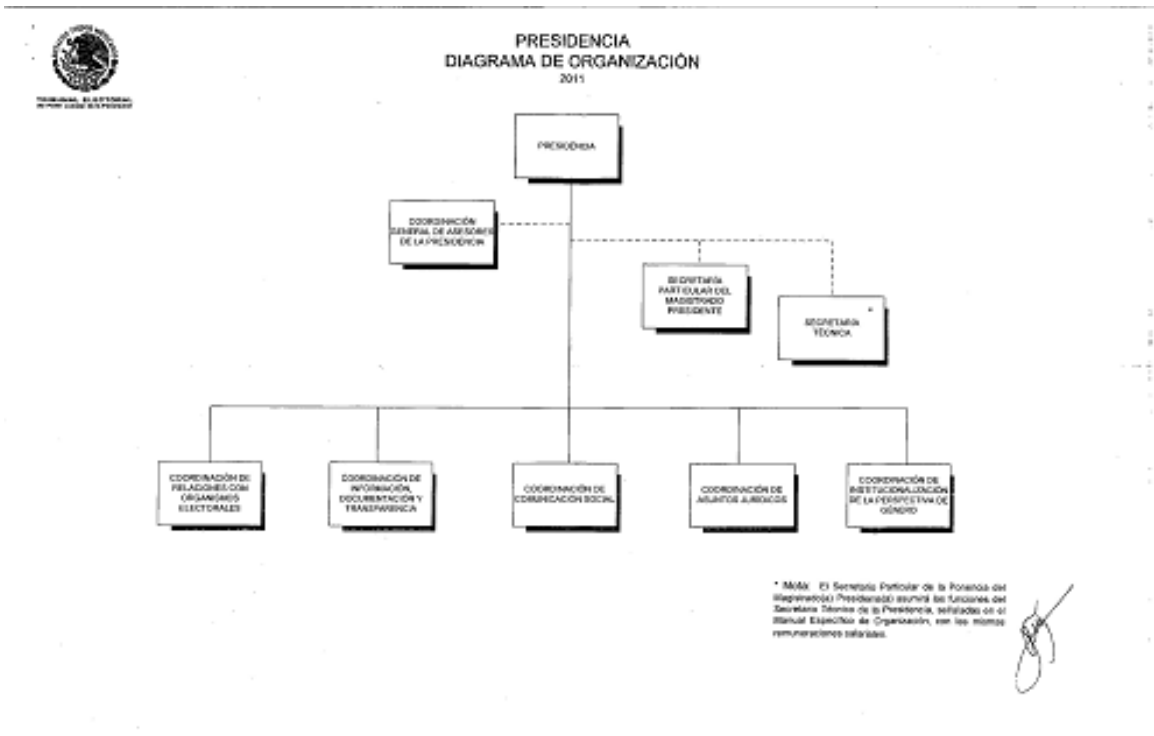 PRESIDENCIA
DIAGRAMA DE ORGANIZACIÓN
2011
TRIBUNAL ELECTORAL
PRESIDENCIA
COORDINACIÓN
GENERAL DE ASESORES
DE LA PRESIDENCIA
SECRETARÍA
PARTICULAR DEL
MAGISTRADO
PRESIDENTE
*
SECRETARÍA
TÉCNICA
COORDINACIÓN DE
RELACIONES CON
ORGANISMOS
ELECTORALES
COORDINACIÓN DE
INFORMACIÓN,
DOCUMENTACIÓN Y
TRANSPARENCIA
COORDINACIÓN DE
COMUNICACION SOCIAL
COORDINACIÓN DE
ASUNTOS JURÍDICOS
COORDINACIÓN DE
INSTITUCIONALIZACIÓN
DE LA PERSPECTIVA DE
GÉNERO
* Nota: El Secretario Particular de la Ponencia del
Magistrado(a) Presidente(a) asumirá las funciones del
Secretario Técnico de la Presidencia, señaladas en el
Manual Específico de Organización, con las mismas
remuneraciones salariales.